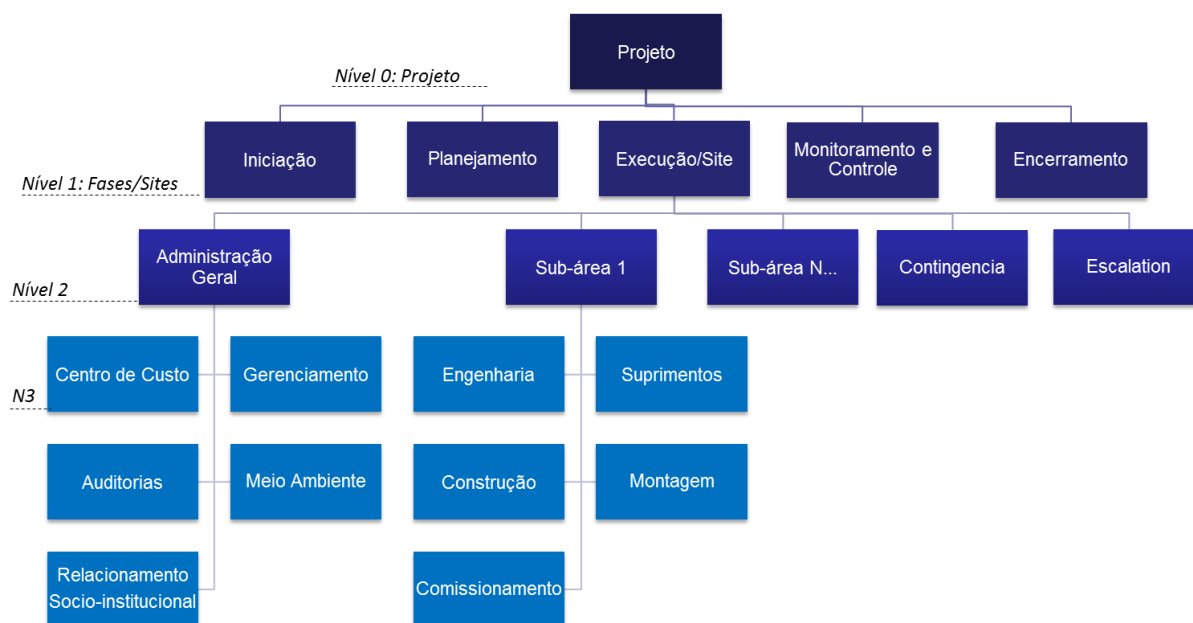 Projeto
Nível 0: Projeto
Iniciação
Planejamento
Execução/Site
Monitoramento e
Controle
Encerramento
Nível 1: Fases/Sites
Administração
Geral
Sub-área 1
Sub-área N...
Contingencia
Escalation
Nível 2
Centro de Custo
Gerenciamento
Engenharia
Suprimentos
N3
Auditorias
Meio Ambiente
Construção
Montagem
Relacionamento
Socio-institucional
Comissionamento